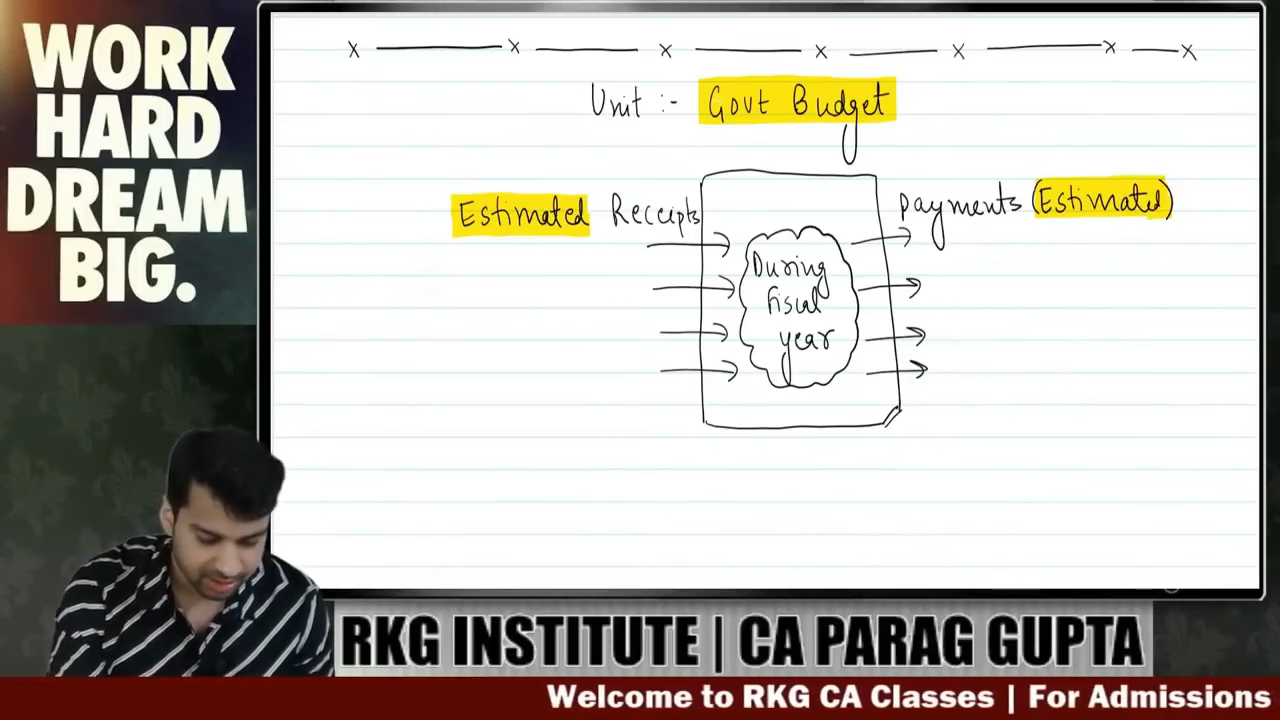 WORK
HARD
DREAM
BIG.
x x x x x x x
Unit :- Govt Budget
Estimated Receipts
Payments (Estimated)
During
fiscal
year
RKG INSTITUTE | CA PARAG GUPTA
Welcome to RKG CA Classes | For Admissions